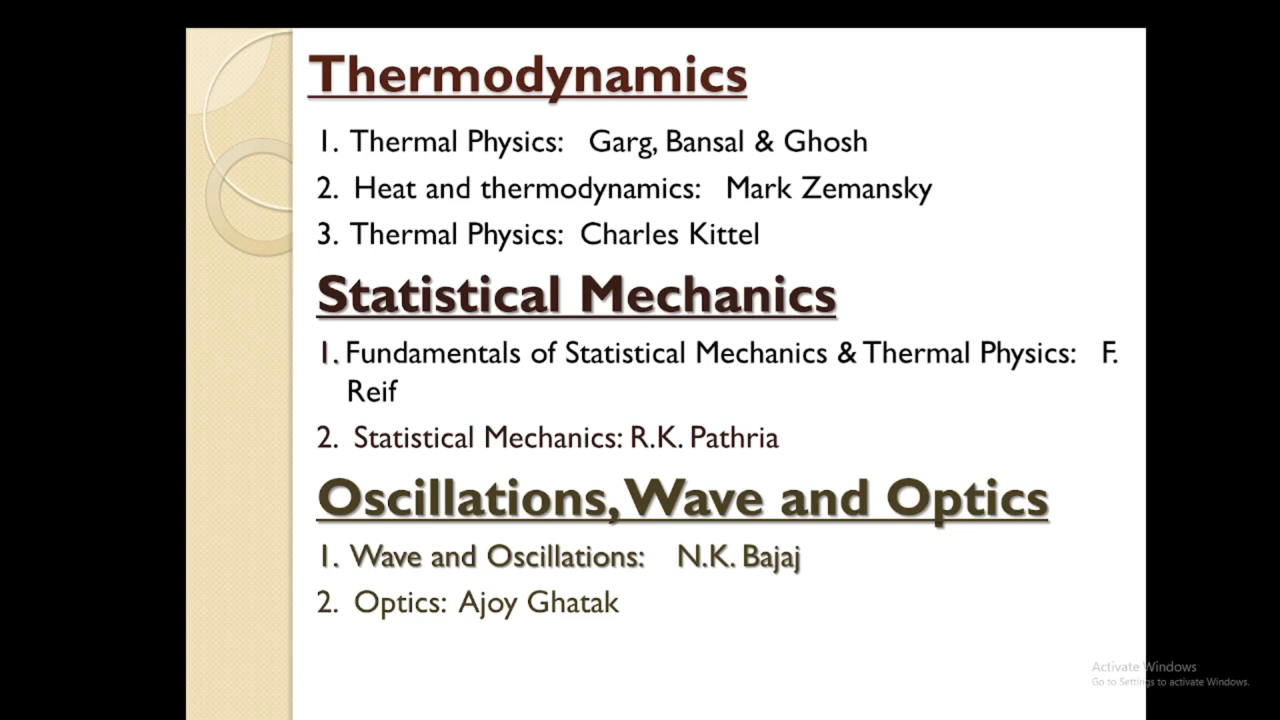 Thermodynamics
1. Thermal Physics: Garg, Bansal & Ghosh
2. Heat and thermodynamics: Mark Zemansky
3. Thermal Physics: Charles Kittel
Statistical Mechanics
1. Fundamentals of Statistical Mechanics & Thermal Physics: F.
Reif
2. Statistical Mechanics: R.K. Pathria
Oscillations, Wave and Optics
1. Wave and Oscillations: N.K. Bajaj
2. Optics: Ajoy Ghatak
Activate Windows
Go to Settings to activate Windows.